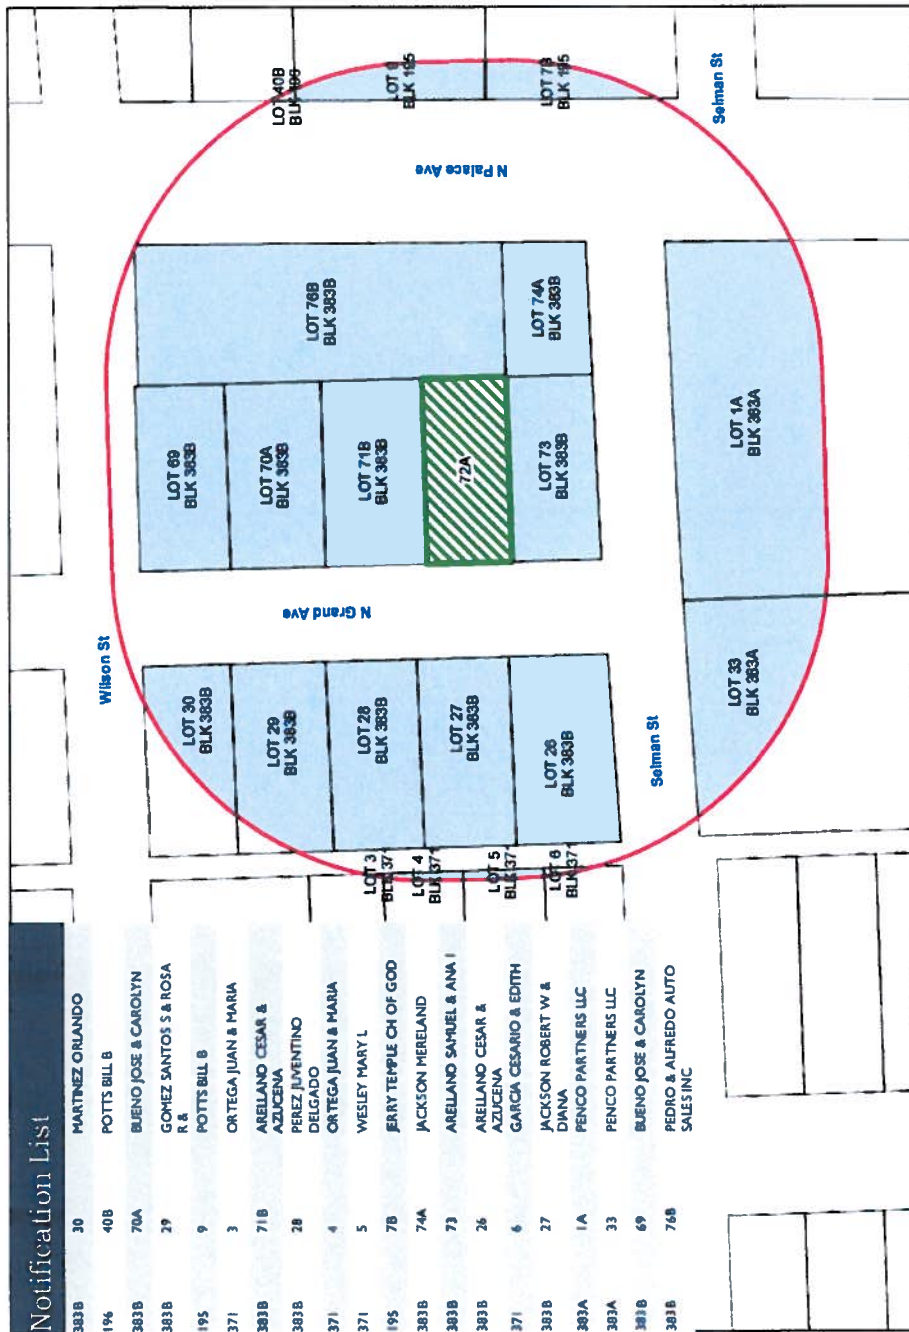 Notification List
383B 30 MARTINEZ ORLANDO
196 40B POTTS BILL B
383B 70A BUENO JOSE & CAROLYN
383B 29 GOMEZ SANTOS S & ROSA
R &
195 9 POTTS BILL B
371 3 ORTEGA JUAN & MARIA
383B 71B ARELLANO CESAR &
AZUCENA
383B 28 PEREZ JUVENTINO
DELGADO
371 4 ORTEGA JUAN & MARIA
371 5 WESLEY MARY L
195 7B JERRY TEMPLE CH OF GOD
383B 74A JACKSON MERELAND
383B 73 ARELLANO SAMUEL & ANA I
383B 26 ARELLANO CESAR &
AZUCENA
371 6 GARCIA CESARIO & EDITH
383B 27 JACKSON ROBERT W &
DIANA
383A 1A PENCO PARTNERS LLC
383A 33 PENCO PARTNERS LLC
383B 69 BUENO JOSE & CAROLYN
383B 76B PEDRO & ALFREDO AUTO
SALES INC
Wilson St
LOT 30
BLK 383B
LOT 29
BLK 383B
LOT 28
BLK 383B
LOT 27
BLK 383B
LOT 26
BLK 383B
LOT 3
BLK 371
LOT 4
BLK 371
LOT 5
BLK 371
LOT 6
BLK 371
N Grand Ave
LOT 69
BLK 383B
LOT 70A
BLK 383B
LOT 71B
BLK 383B
72A
LOT 73
BLK 383B
LOT 76B
BLK 383B
LOT 74A
BLK 383B
N Palace Ave
LOT 40B
BLK 196
LOT 9
BLK 195
LOT 7B
BLK 195
Selman St
Selman St
LOT 33
BLK 383A
LOT 1A
BLK 383A